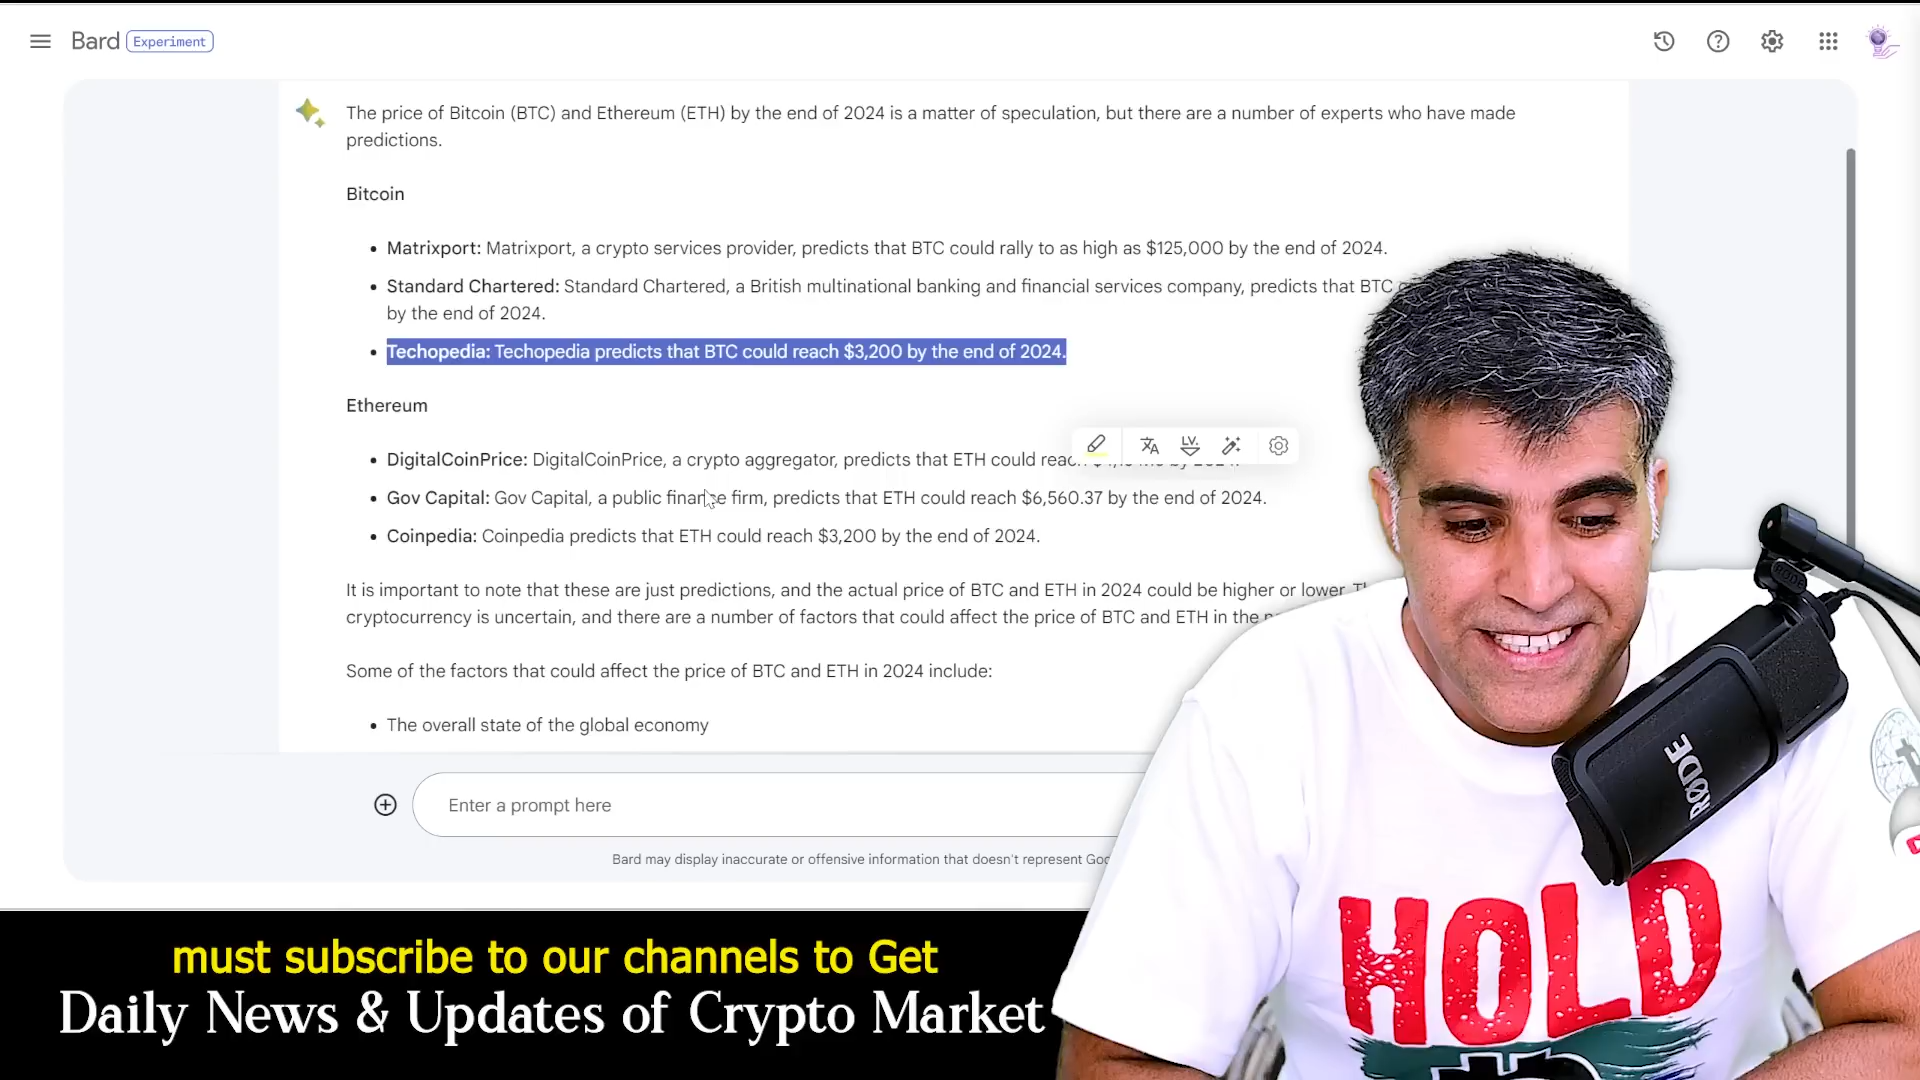 Bard Experiment
The price of Bitcoin (BTC) and Ethereum (ETH) by the end of 2024 is a matter of speculation, but there are a number of experts who have made
predictions.
Bitcoin
• Matrixport: Matrixport, a crypto services provider, predicts that BTC could rally to as high as $125,000 by the end of 2024.
• Standard Chartered: Standard Chartered, a British multinational banking and financial services company, predicts that BTC
by the end of 2024.
• Techopedia: Techopedia predicts that BTC could reach $3,200 by the end of 2024.
Ethereum
• DigitalCoinPrice: DigitalCoinPrice, a crypto aggregator, predicts that ETH could
• Gov Capital: Gov Capital, a public finance firm, predicts that ETH could reach $6,560.37 by the end of 2024.
• Coinpedia: Coinpedia predicts that ETH could reach $3,200 by the end of 2024.
It is important to note that these are just predictions, and the actual price of BTC and ETH in 2024 could be higher or lower.
cryptocurrency is uncertain, and there are a number of factors that could affect the price of BTC and ETH in the
Some of the factors that could affect the price of BTC and ETH in 2024 include:
• The overall state of the global economy
Enter a prompt here
Bard may display inaccurate or offensive information that doesn't represent
RØDE
HOLD
must subscribe to our channels to Get
Daily News & Updates of Crypto Market